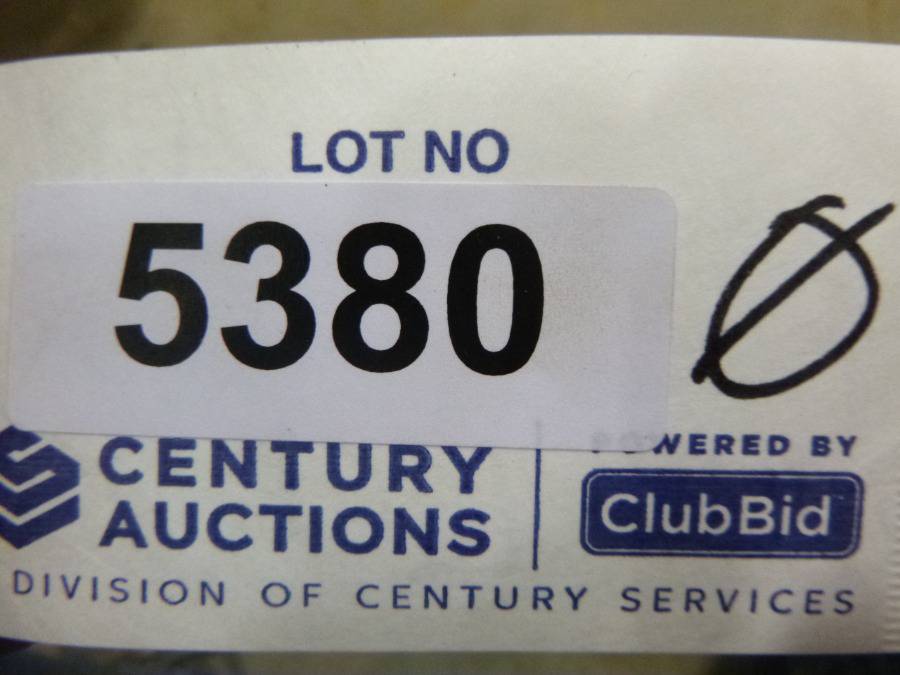 LOT NO
5380
Ø
CENTURY
AUCTIONS
POWERED BY
ClubBid
DIVISION OF CENTURY SERVICES